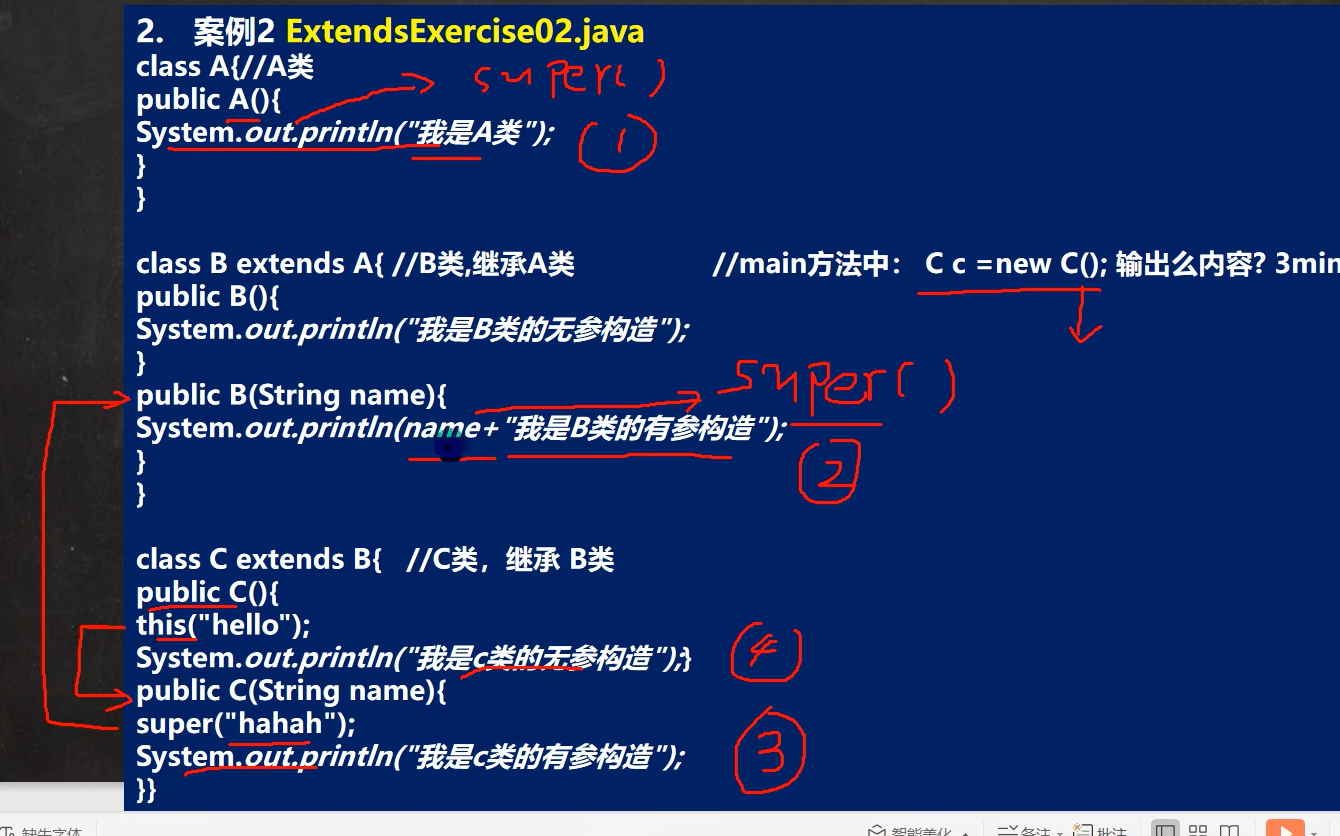 2. 案例2 ExtendsExercise02.java
class A{//A类
super()
public A(){
System.out.println("我是A类");
1
}
}
class B extends A{ //B类,继承A类 //main方法中： C c =new C(); 输出么内容? 3min
public B(){
System.out.println("我是B类的无参构造");
}
super()
public B(String name){
System.out.println(name+"我是B类的有参构造");
2
}
}
class C extends B{ //C类，继承 B类
public C(){
this("hello");
System.out.println("我是c类的无参构造");}
4
public C(String name){
super("hahah");
System.out.println("我是c类的有参构造");
3
}}
缺失字体 智能美化 备注 批注